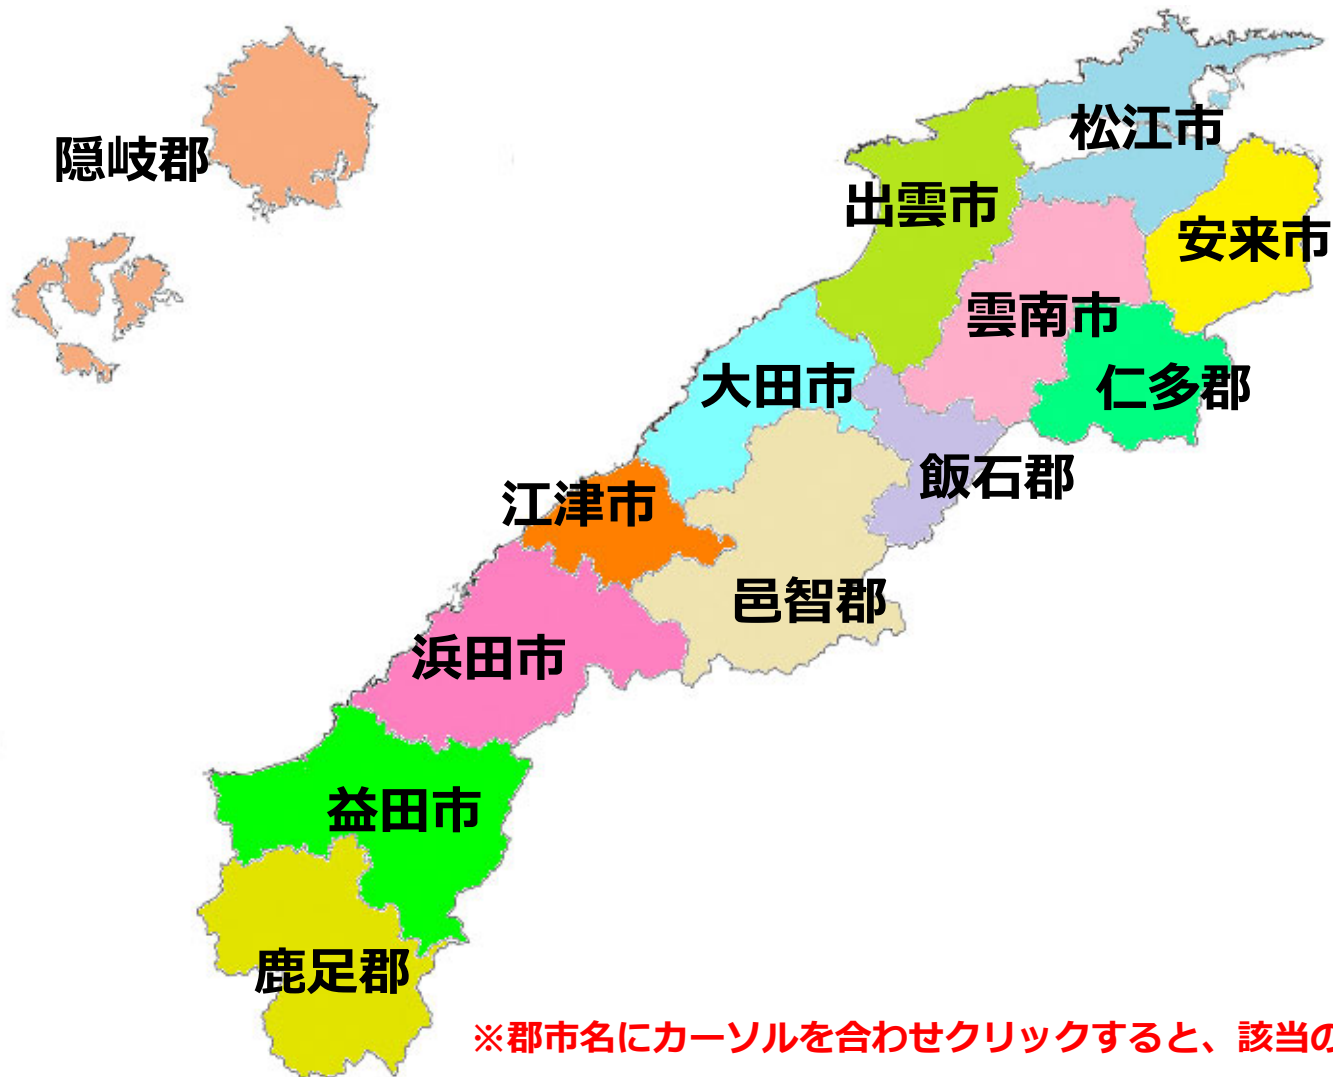 松江市
隠岐郡
出雲市
安来市
雲南市
大田市
仁多郡
飯石郡
江津市
邑智郡
浜田市
益田市
鹿足郡
※郡市名にカーソルを合わせクリックすると、該当の